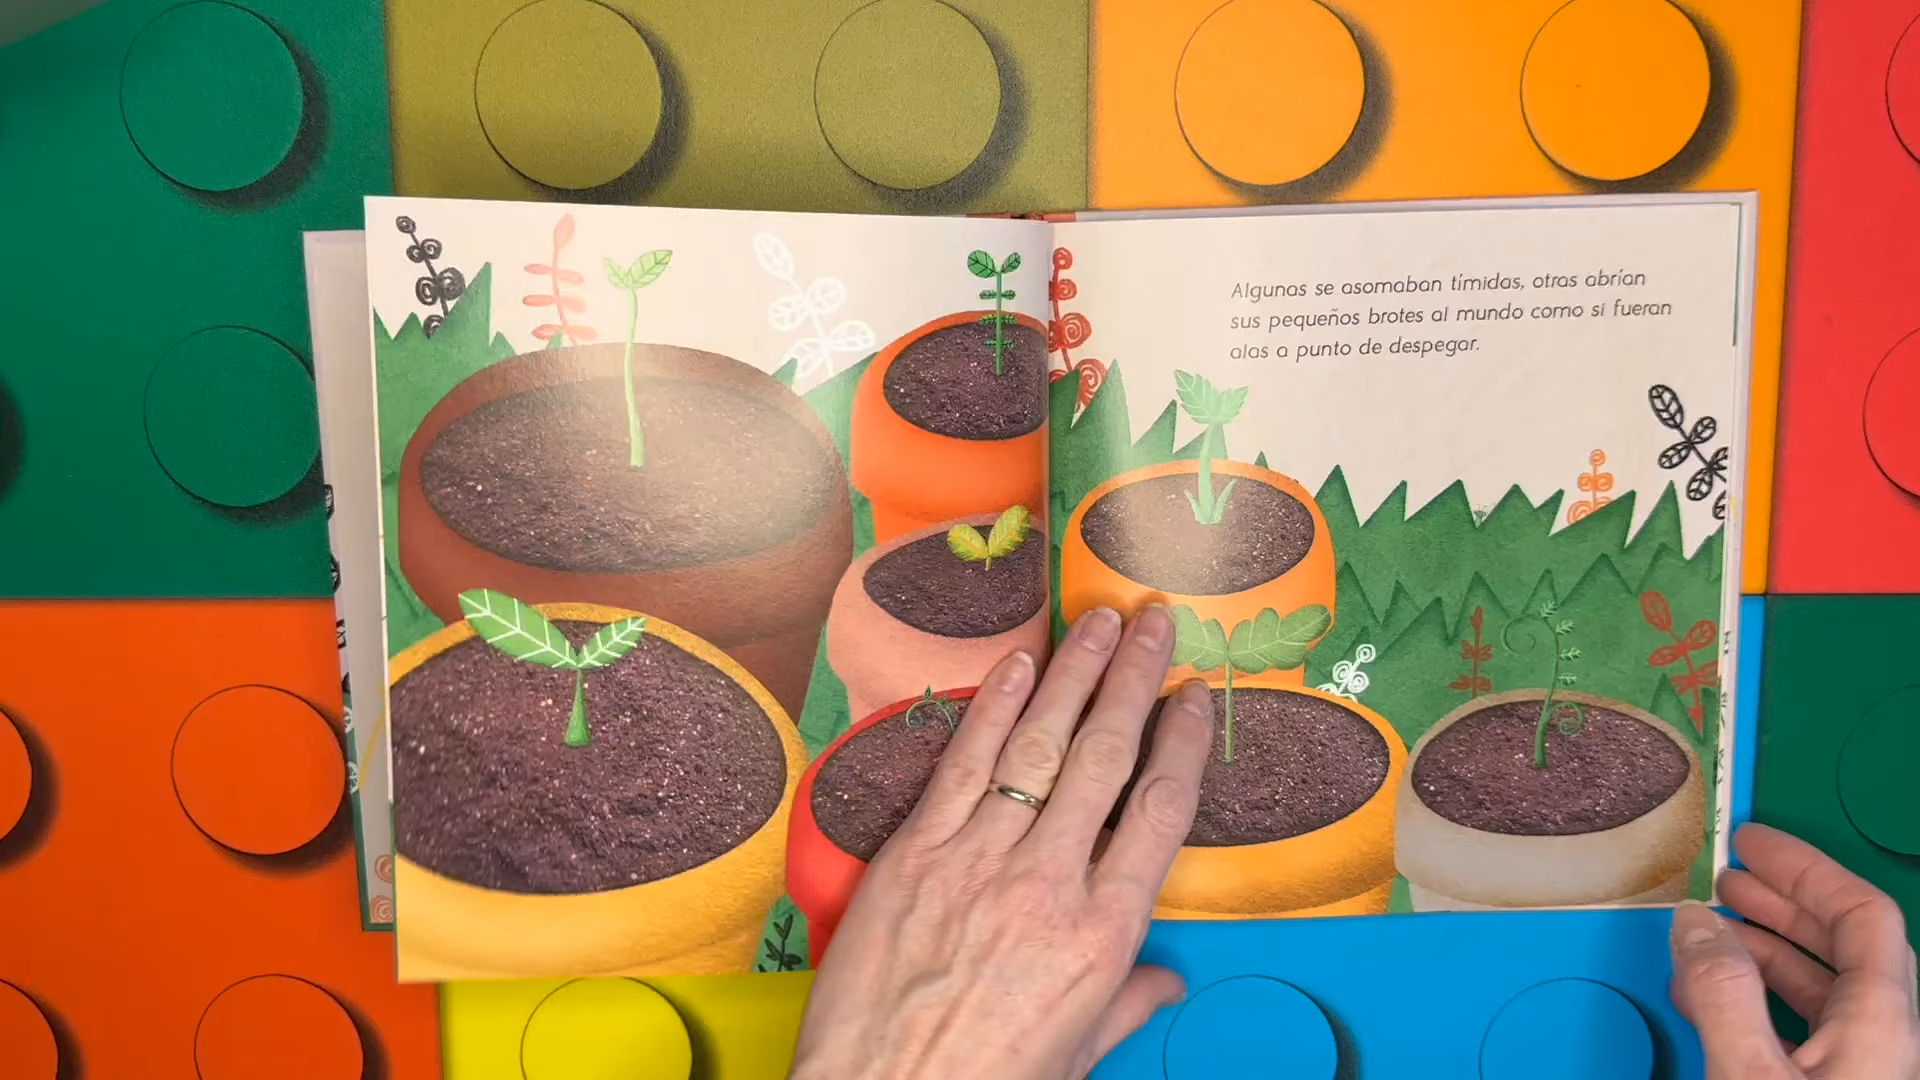 Algunas se asomaban tímidas, otras abrían
sus pequeños brotes al mundo como si fueran
alas a punto de despegar.